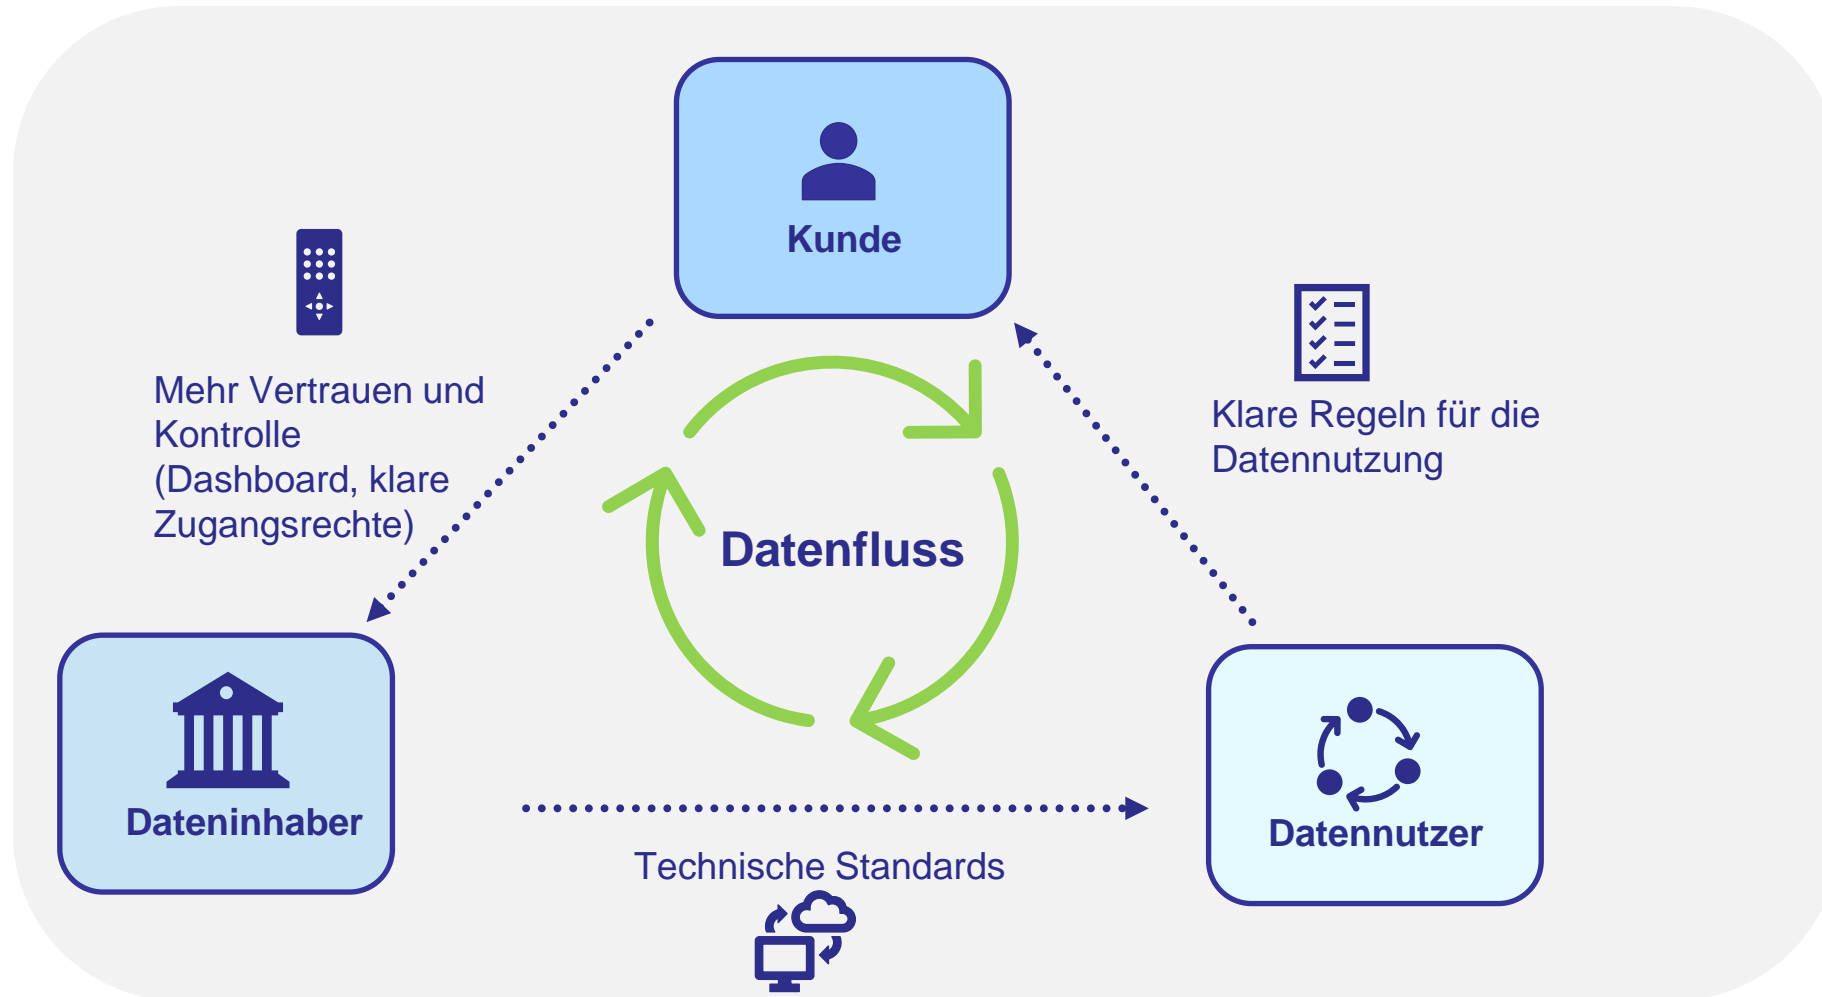 Kunde
Mehr Vertrauen und
Kontrolle
(Dashboard, klare
Zugangsrechte)
Klare Regeln für die
Datennutzung
Datenfluss
Dateninhaber
Datennutzer
Technische Standards